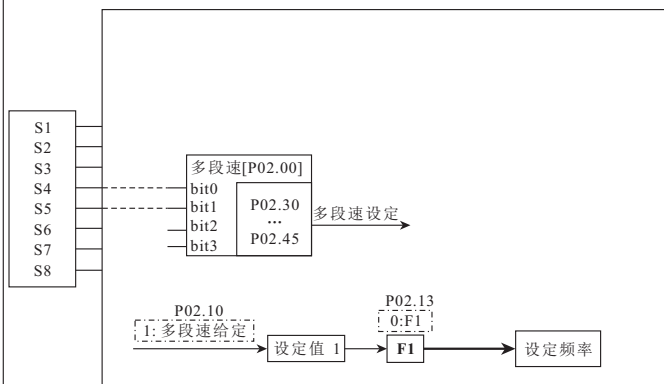 S1
S2
S3
S4
S5
S6
S7
S8
多段速[P02.00]
bit0
bit1
bit2
bit3
P02.30
...
P02.45
多段速设定
P02.10
1: 多段速给定
设定值 1
P02.13
0:F1
F1
设定频率